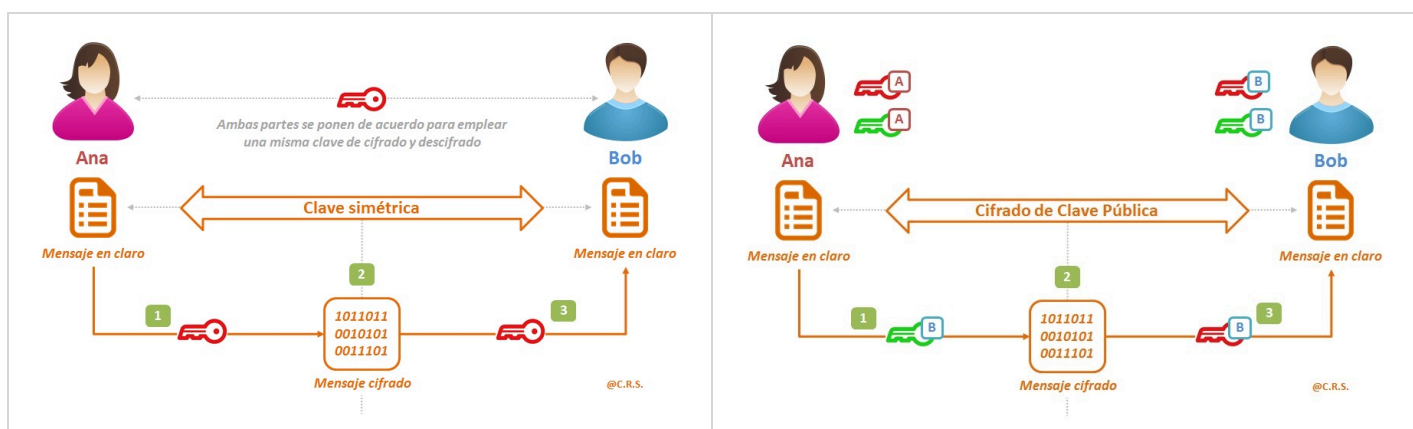 Ambas partes se ponen de acuerdo para emplear
una misma clave de cifrado y descifrado
Ana
Bob
Clave simétrica
Mensaje en claro
Mensaje en claro
2
1
3
1011011
0010101
0011101
Mensaje cifrado
@C.R.S.
A
A
B
B
Ana
Bob
Cifrado de Clave Pública
Mensaje en claro
Mensaje en claro
2
1
B
B
3
1011011
0010101
0011101
Mensaje cifrado
@C.R.S.